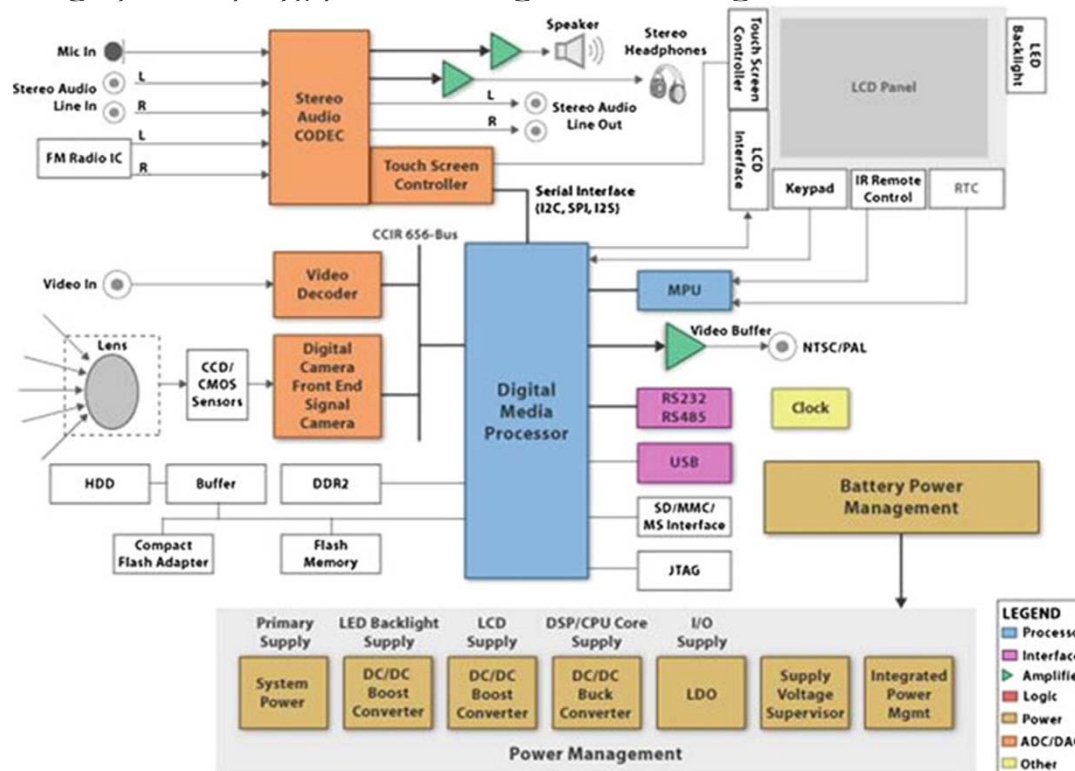 Mic In
Stereo Audio
Line In
L
R
FM Radio IC
L
R
Stereo
Audio
CODEC
Touch Screen
Controller
Speaker
Stereo
Headphones
L
R
Stereo Audio
Line Out
Serial Interface
(I2C, SPI, I2S)
Touch Screen
Controller
LCD
Interface
LCD Panel
LED
Backlight
Keypad
IR Remote
Control
RTC
CCIR 656-Bus
Video In
Video
Decoder
Lens
CCD/
CMOS
Sensors
Digital
Camera
Front End
Signal
Camera
Digital
Media
Processor
MPU
Video Buffer
NTSC/PAL
RS232
RS485
Clock
USB
SD/MMC/
MS Interface
JTAG
HDD
Buffer
DDR2
Compact
Flash Adapter
Flash
Memory
Battery Power
Management
Primary
Supply
LED Backlight
Supply
LCD
Supply
DSP/CPU Core
Supply
I/O
Supply
System
Power
DC/DC
Boost
Converter
DC/DC
Boost
Converter
DC/DC
Buck
Converter
LDO
Supply
Voltage
Supervisor
Integrated
Power
Mgmt
Power Management
LEGEND
Processo
Interface
Amplifie
Logic
Power
ADC/DAC
Other